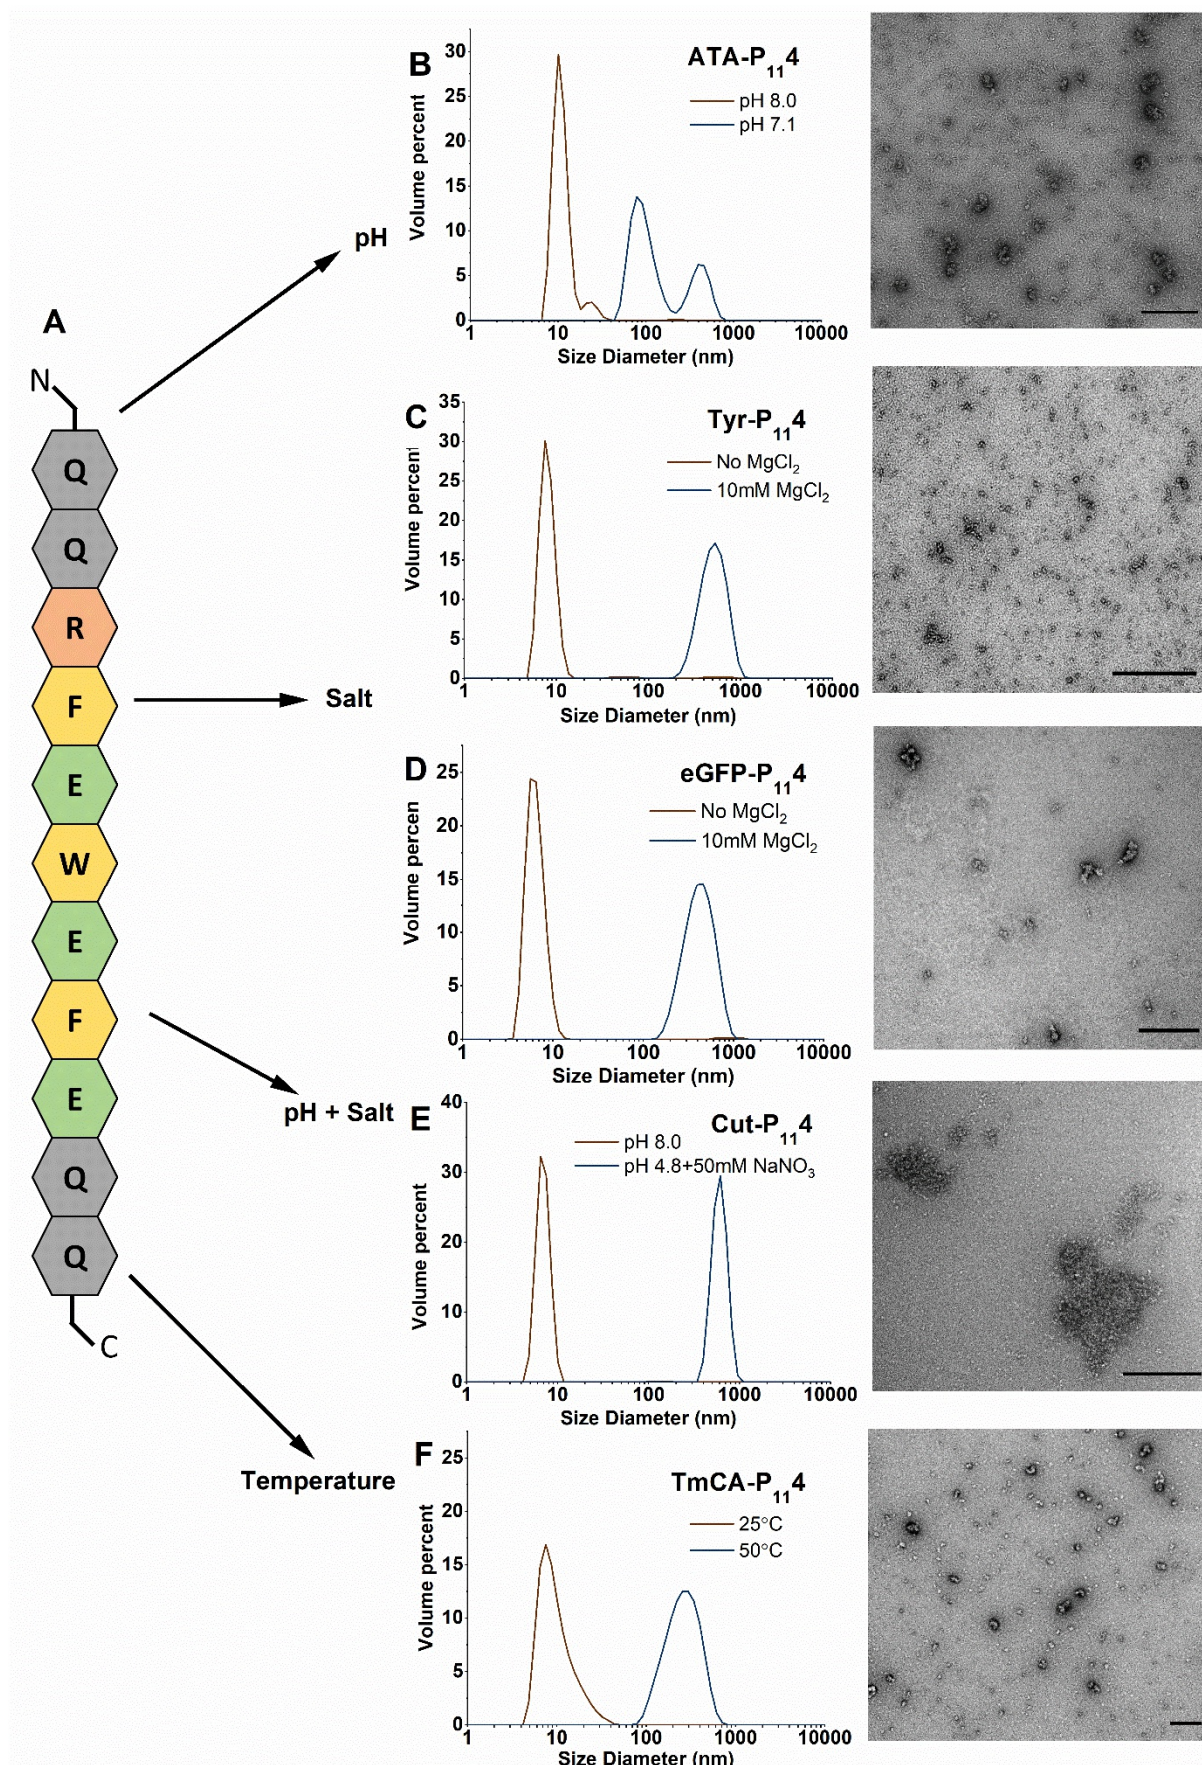 A
N
Q
Q
R
F
E
W
E
F
E
Q
Q
C
pH
Salt
pH + Salt
Temperature
B
ATA-P₁₁4
pH 8.0
pH 7.1
Volume percent
30
25
20
15
10
5
0
1 10 100 1000 10000
Size Diameter (nm)
C
Tyr-P₁₁4
No MgCl₂
10mM MgCl₂
Volume percent
35
30
25
20
15
10
5
0
1 10 100 1000 10000
Size Diameter (nm)
D
eGFP-P₁₁4
No MgCl₂
10mM MgCl₂
Volume percen
25
20
15
10
5
0
1 10 100 1000 10000
Size Diameter (nm)
E
Cut-P₁₁4
pH 8.0
pH 4.8+50mM NaNO₃
Volume percent
40
30
20
10
0
1 10 100 1000 10000
Size Diameter (nm)
F
TmCA-P₁₁4
25°C
50°C
Volume percent
25
20
15
10
5
0
1 10 100 1000 10000
Size Diameter (nm)